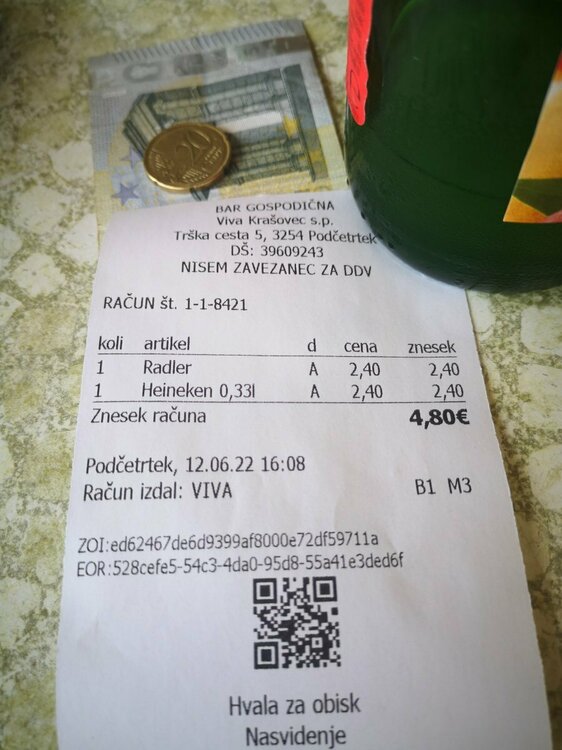 20
BAR GOSPODIČNA
Viva Krašovec s.p.
Trška cesta 5, 3254 Podčetrtek
DŠ: 39609243
NISEM ZAVEZANEC ZA DDV
RAČUN št. 1-1-8421
koli artikel d cena znesek
1 Radler A 2,40 2,40
1 Heineken 0,33l A 2,40 2,40
Znesek računa 4,80€
Podčetrtek, 12.06.22 16:08
Račun izdal: VIVA B1 M3
ZOI:ed62467de6d9399af8000e72df59711a
EOR:528cefe5-54c3-4da0-95d8-55a41e3ded6f
Hvala za obisk
Nasvidenje